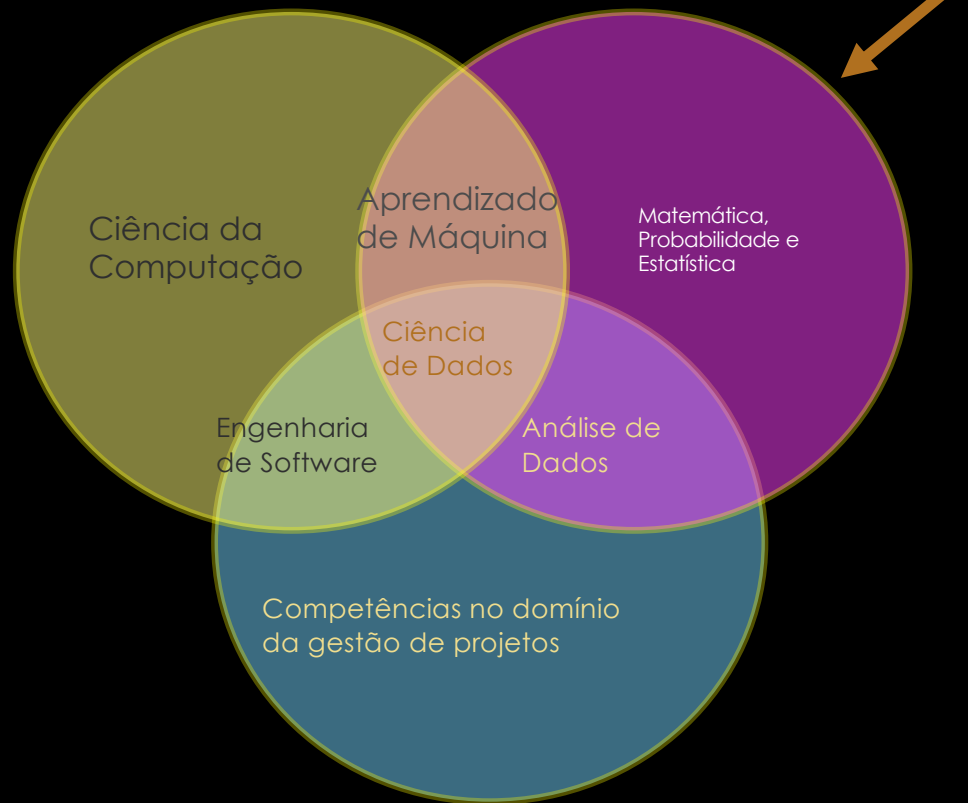 Ciência da
Computação
Aprendizado
de Máquina
Matemática,
Probabilidade e
Estatística
Ciência
de Dados
Engenharia
de Software
Análise de
Dados
Competências no domínio
da gestão de projetos